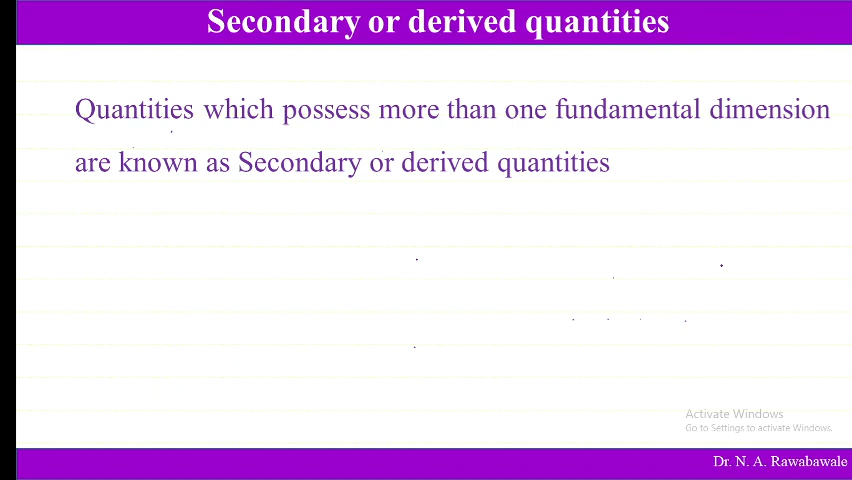 Secondary or derived quantities
Quantities which possess more than one fundamental dimension
are known as Secondary or derived quantities
Activate Windows
Go to Settings to activate Windows.
Dr. N. A. Rawabawale